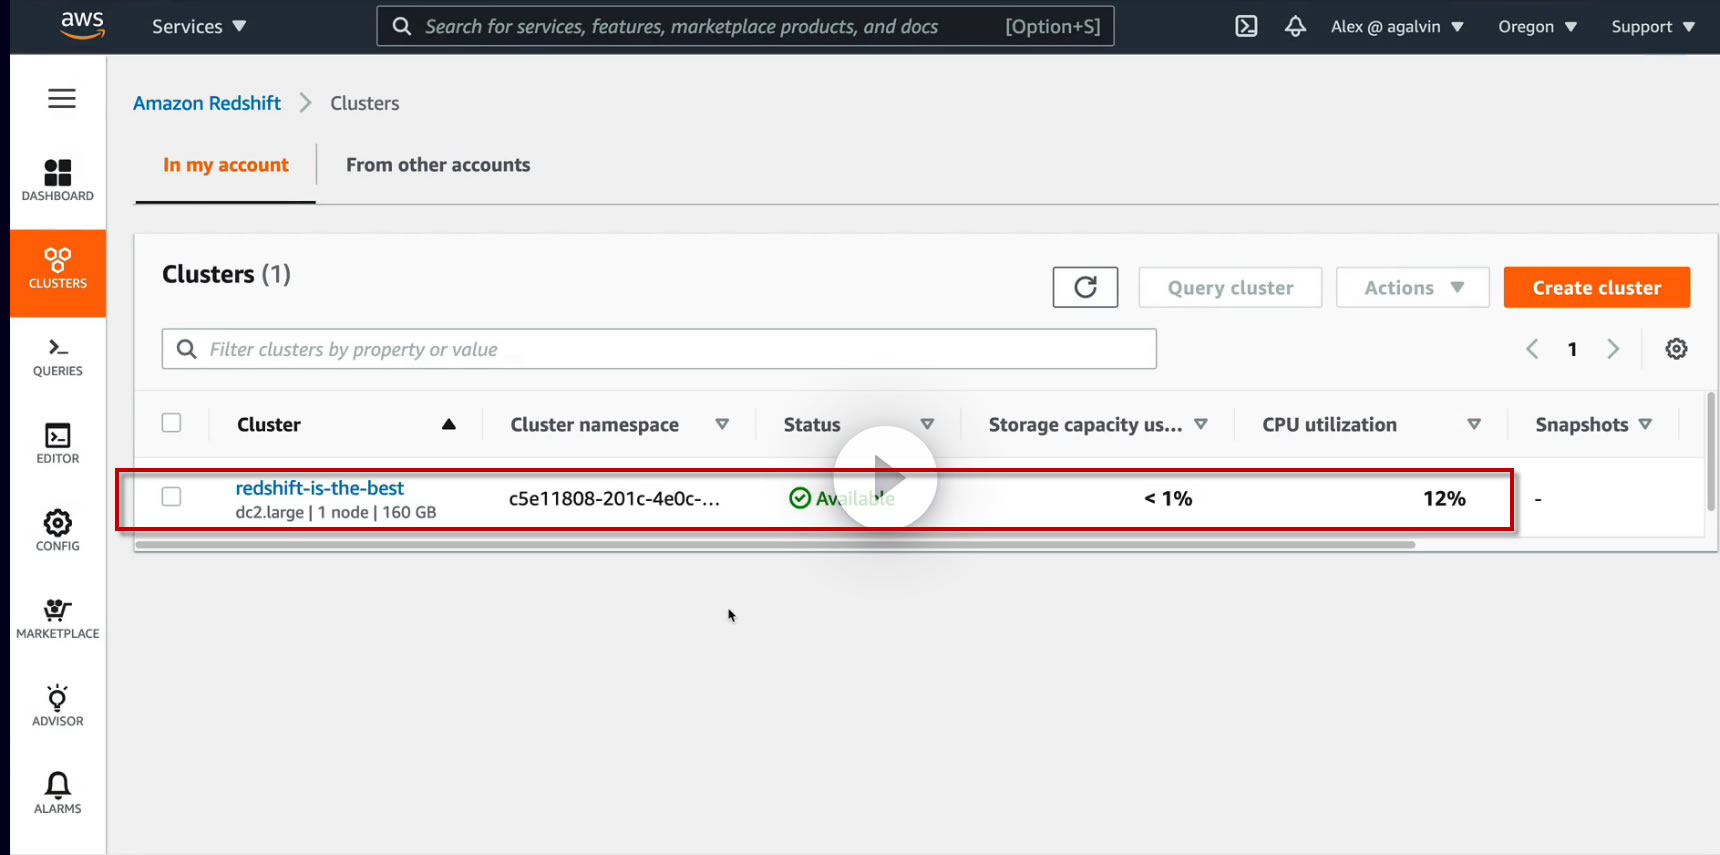 aws
Services
Search for services, features, marketplace products, and docs [Option+S]
Alex @ agalvin
Oregon
Support
Amazon Redshift > Clusters
In my account
From other accounts
DASHBOARD
CLUSTERS
QUERIES
EDITOR
CONFIG
MARKETPLACE
ADVISOR
ALARMS
Clusters (1)
Query cluster
Actions
Create cluster
Filter clusters by property or value
1
Cluster Cluster namespace Status Storage capacity us... CPU utilization Snapshots
redshift-is-the-best c5e11808-201c-4e0c-... Available < 1% 12% -
dc2.large | 1 node | 160 GB